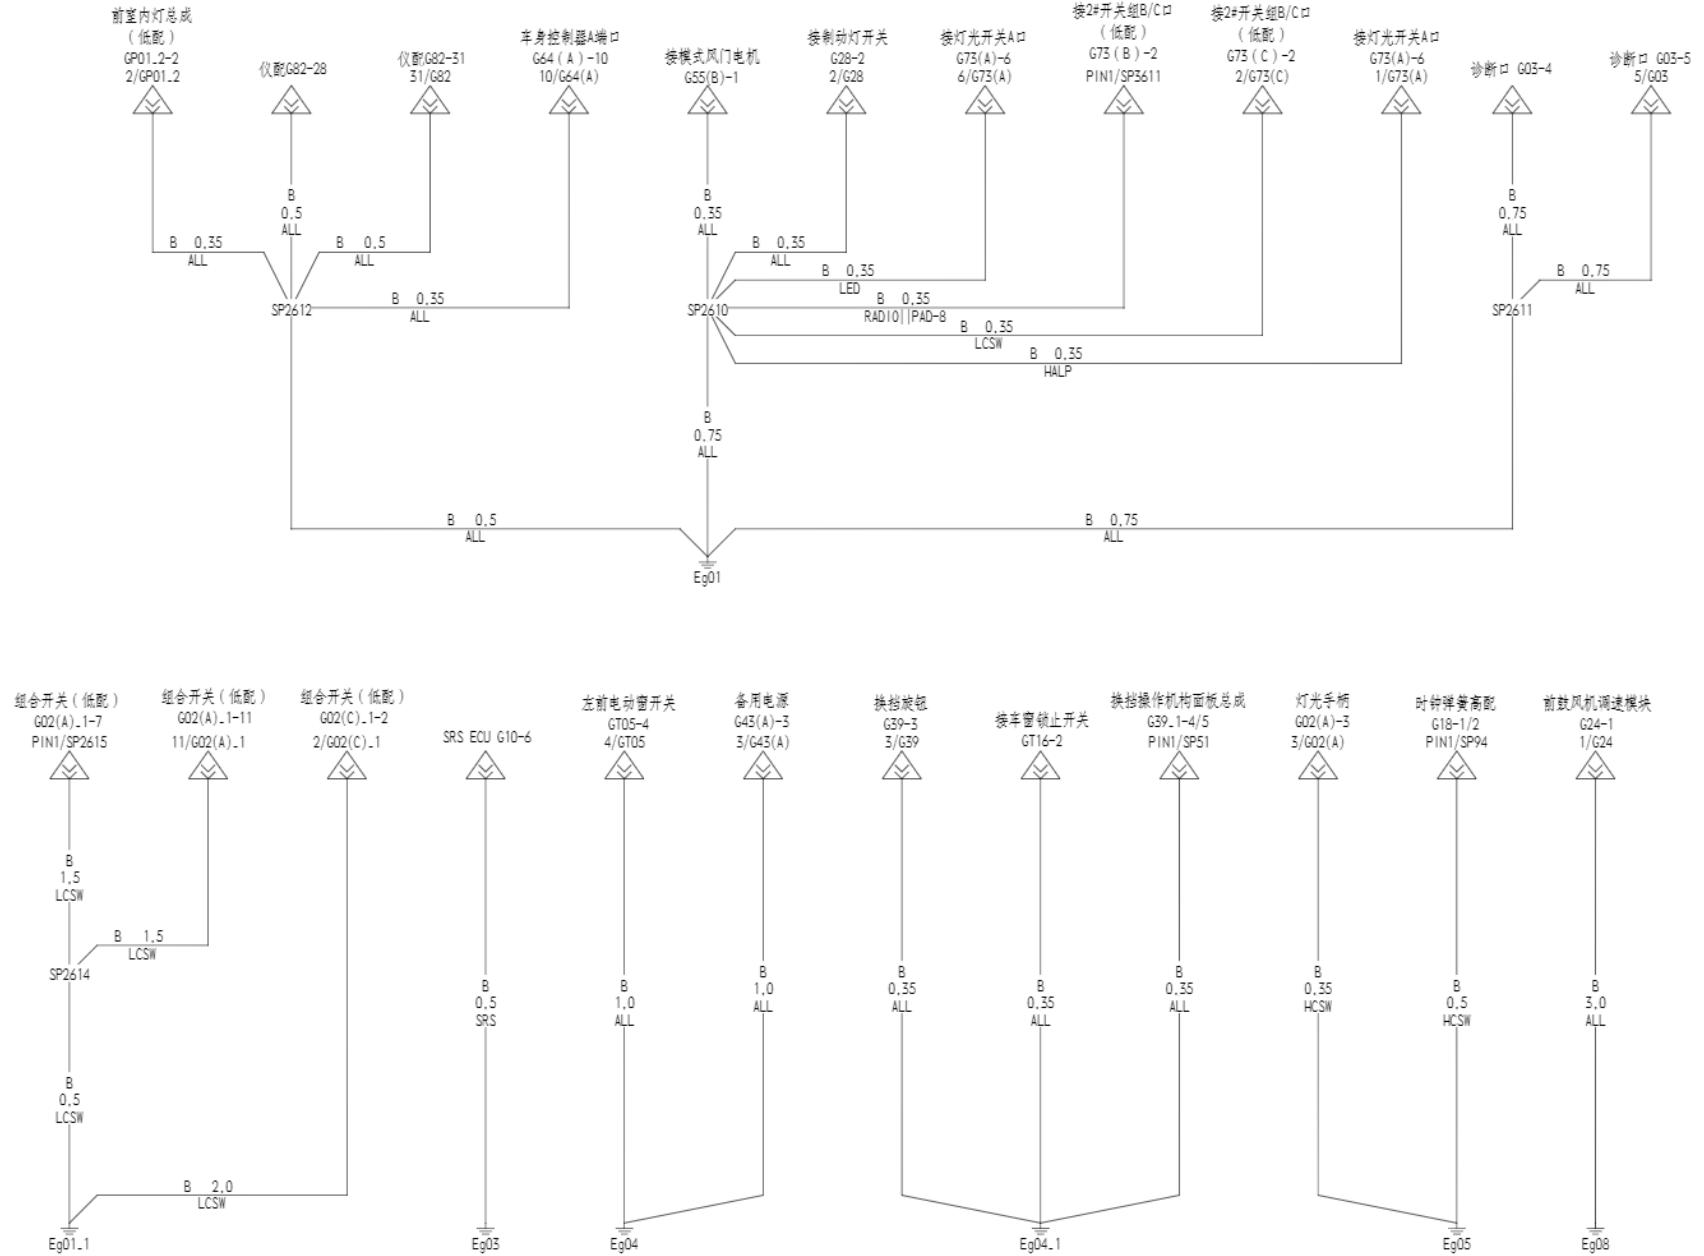 前室内灯总成
（低配）
GP01_2-2
2/GP01_2
仪配G82-28
仪配G82-31
31/G82
车身控制器A端口
G64（A）-10
10/G64(A)
接模式风门电机
G55(B)-1
接制动灯开关
G28-2
2/G28
接灯光开关A口
G73(A)-6
6/G73(A)
接2#开关组B/C口
（低配）
G73（B）-2
PIN1/SP3611
接2#开关组B/C口
（低配）
G73（C）-2
2/G73(C)
接灯光开关A口
G73(A)-6
1/G73(A)
诊断口 G03-4
诊断口 G03-5
5/G03
B
0,5
ALL
B
0,35
ALL
B
0,75
ALL
B 0,35
ALL
B 0,5
ALL
B 0,35
ALL
B 0,35
LED
B 0,75
ALL
SP2612
B 0,35
ALL
SP2610
B 0,35
RADIO||PAD-8
SP2611
B 0,35
LCSW
B 0,35
HALP
B
0,75
ALL
B 0,5
ALL
B 0,75
ALL
Eg01
组合开关（低配）
G02(A)_1-7
PIN1/SP2615
组合开关（低配）
G02(A)_1-11
11/G02(A)_1
组合开关（低配）
G02(C)_1-2
2/G02(C)_1
SRS ECU G10-6
左前电动窗开关
GT05-4
4/GT05
备用电源
G43(A)-3
3/G43(A)
换挡旋钮
G39-3
3/G39
接车窗锁止开关
GT16-2
换挡操作机构面板总成
G39_1-4/5
PIN1/SP51
灯光手柄
G02(A)-3
3/G02(A)
时钟弹簧高配
G18-1/2
PIN1/SP94
前鼓风机调速模块
G24-1
1/G24
B
1,5
LCSW
B 1,5
LCSW
SP2614
B
0,5
SRS
B
1,0
ALL
B
1,0
ALL
B
0,35
ALL
B
0,35
ALL
B
0,35
ALL
B
0,35
HCSW
B
0,5
HCSW
B
3,0
ALL
B
0,5
LCSW
B 2,0
LCSW
Eg01_1
Eg03
Eg04
Eg04_1
Eg05
Eg08